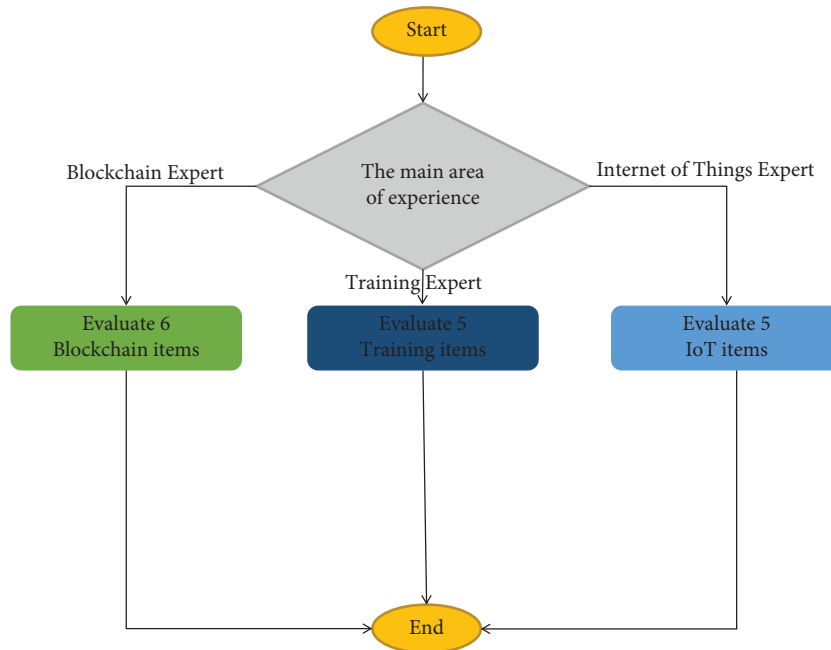 Start
The main area
of experience
Blockchain Expert
Internet of Things Expert
Training Expert
Evaluate 6
Blockchain items
Evaluate 5
Training items
Evaluate 5
IoT items
End